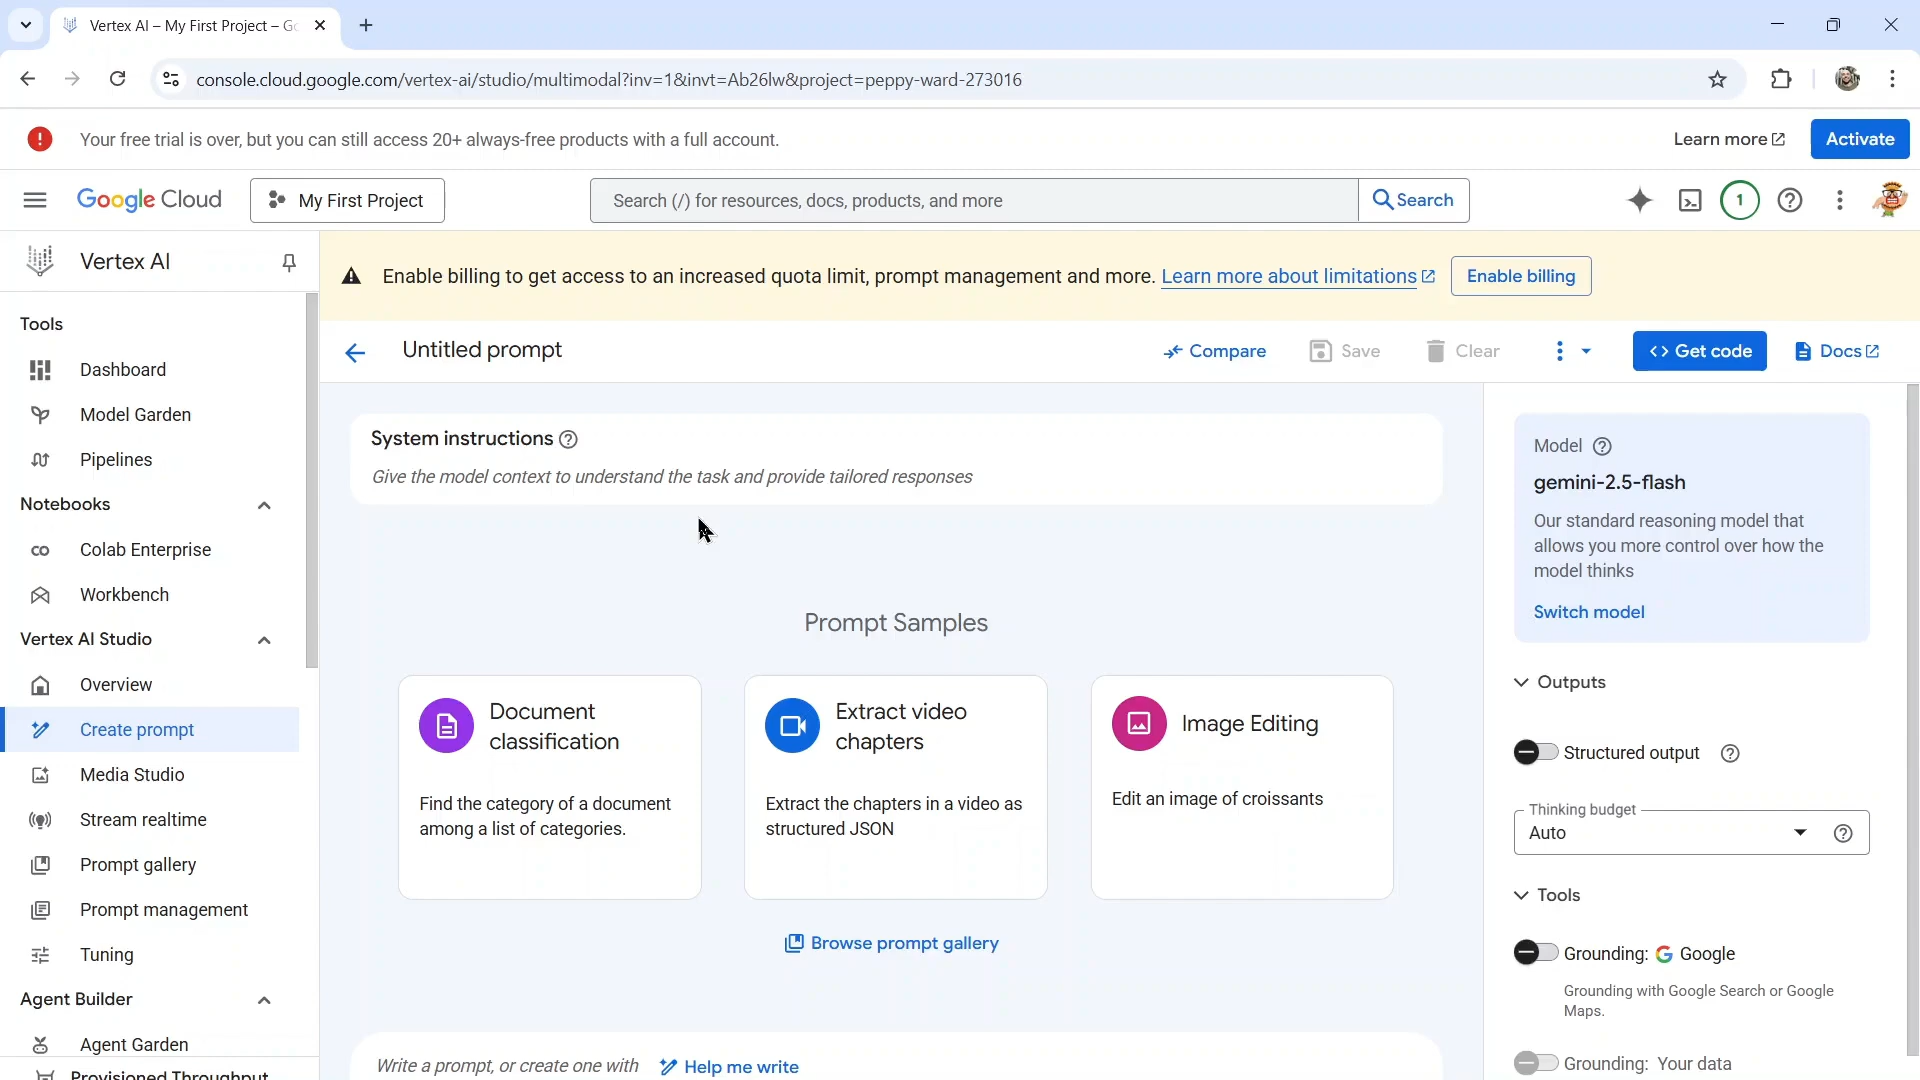 Vertex AI – My First Project – Go
console.cloud.google.com/vertex-ai/studio/multimodal?inv=1&invt=Ab26lw&project=peppy-ward-273016
Your free trial is over, but you can still access 20+ always-free products with a full account.
Learn more
Activate
Google Cloud
My First Project
Search (/) for resources, docs, products, and more
Search
1
Vertex AI
Enable billing to get access to an increased quota limit, prompt management and more. Learn more about limitations
Enable billing
Untitled prompt
Compare
Save
Clear
Get code
Docs
Tools
Dashboard
Model Garden
Pipelines
Notebooks
Colab Enterprise
Workbench
Vertex AI Studio
Overview
Create prompt
Media Studio
Stream realtime
Prompt gallery
Prompt management
Tuning
Agent Builder
Agent Garden
Provisioned Throughput
System instructions
Give the model context to understand the task and provide tailored responses
Prompt Samples
Document
classification
Find the category of a document
among a list of categories.
Extract video
chapters
Extract the chapters in a video as
structured JSON
Image Editing
Edit an image of croissants
Browse prompt gallery
Write a prompt, or create one with
Help me write
Model
gemini-2.5-flash
Our standard reasoning model that
allows you more control over how the
model thinks
Switch model
Outputs
Structured output
Thinking budget
Auto
Tools
Grounding: Google
Grounding with Google Search or Google
Maps.
Grounding: Your data